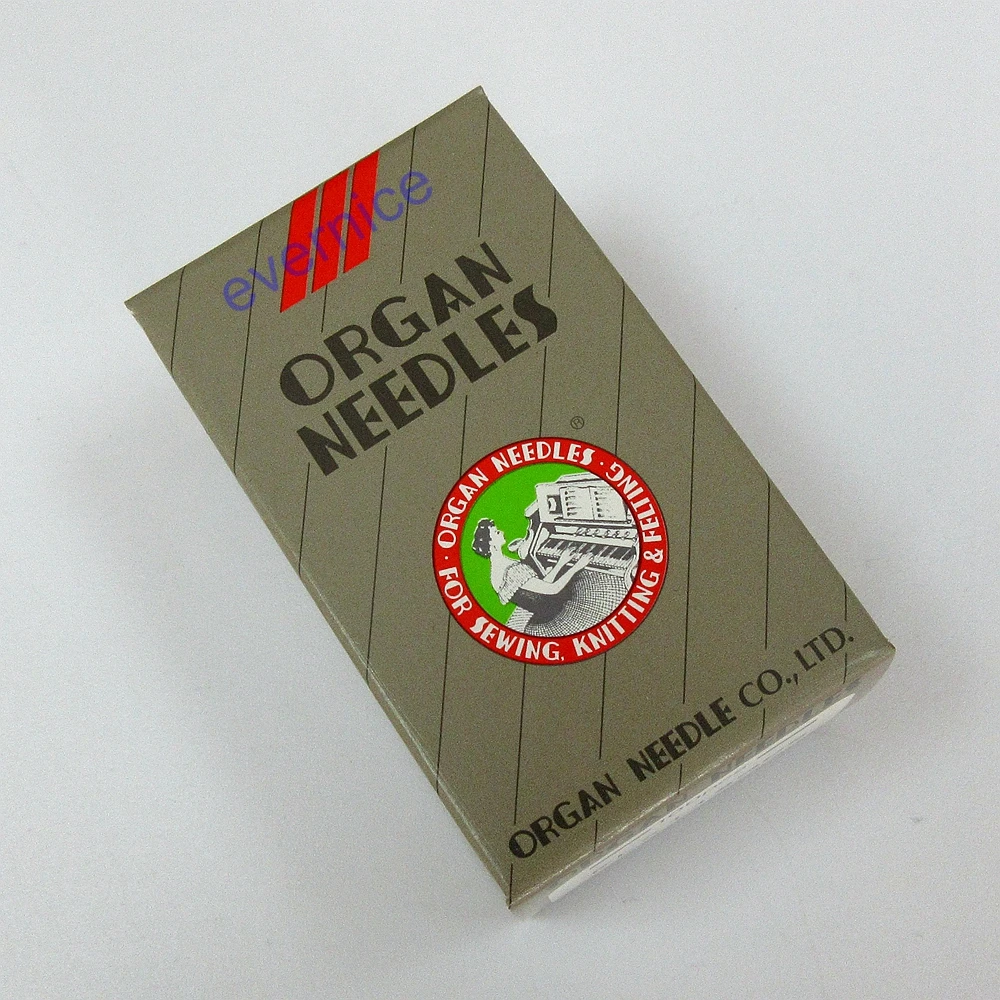 evernice
ORGAN
NEEDLES
®
· ORGAN NEEDLES ·
FOR SEWING, KNITTING & FELTING
ORGAN NEEDLE CO., LTD.